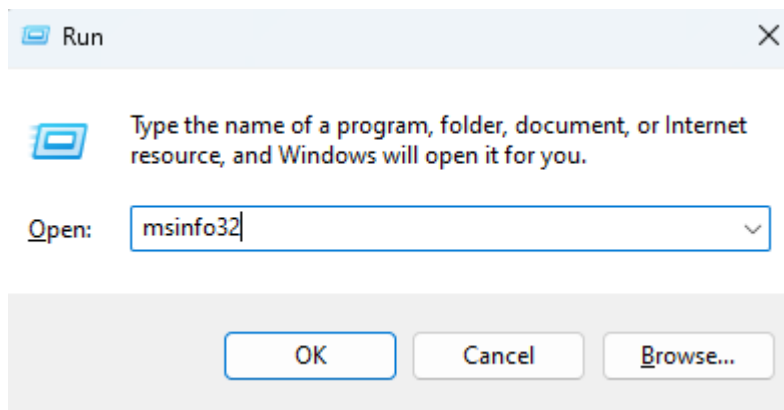 Run
Type the name of a program, folder, document, or Internet
resource, and Windows will open it for you.
Open: msinfo32
OK Cancel Browse...